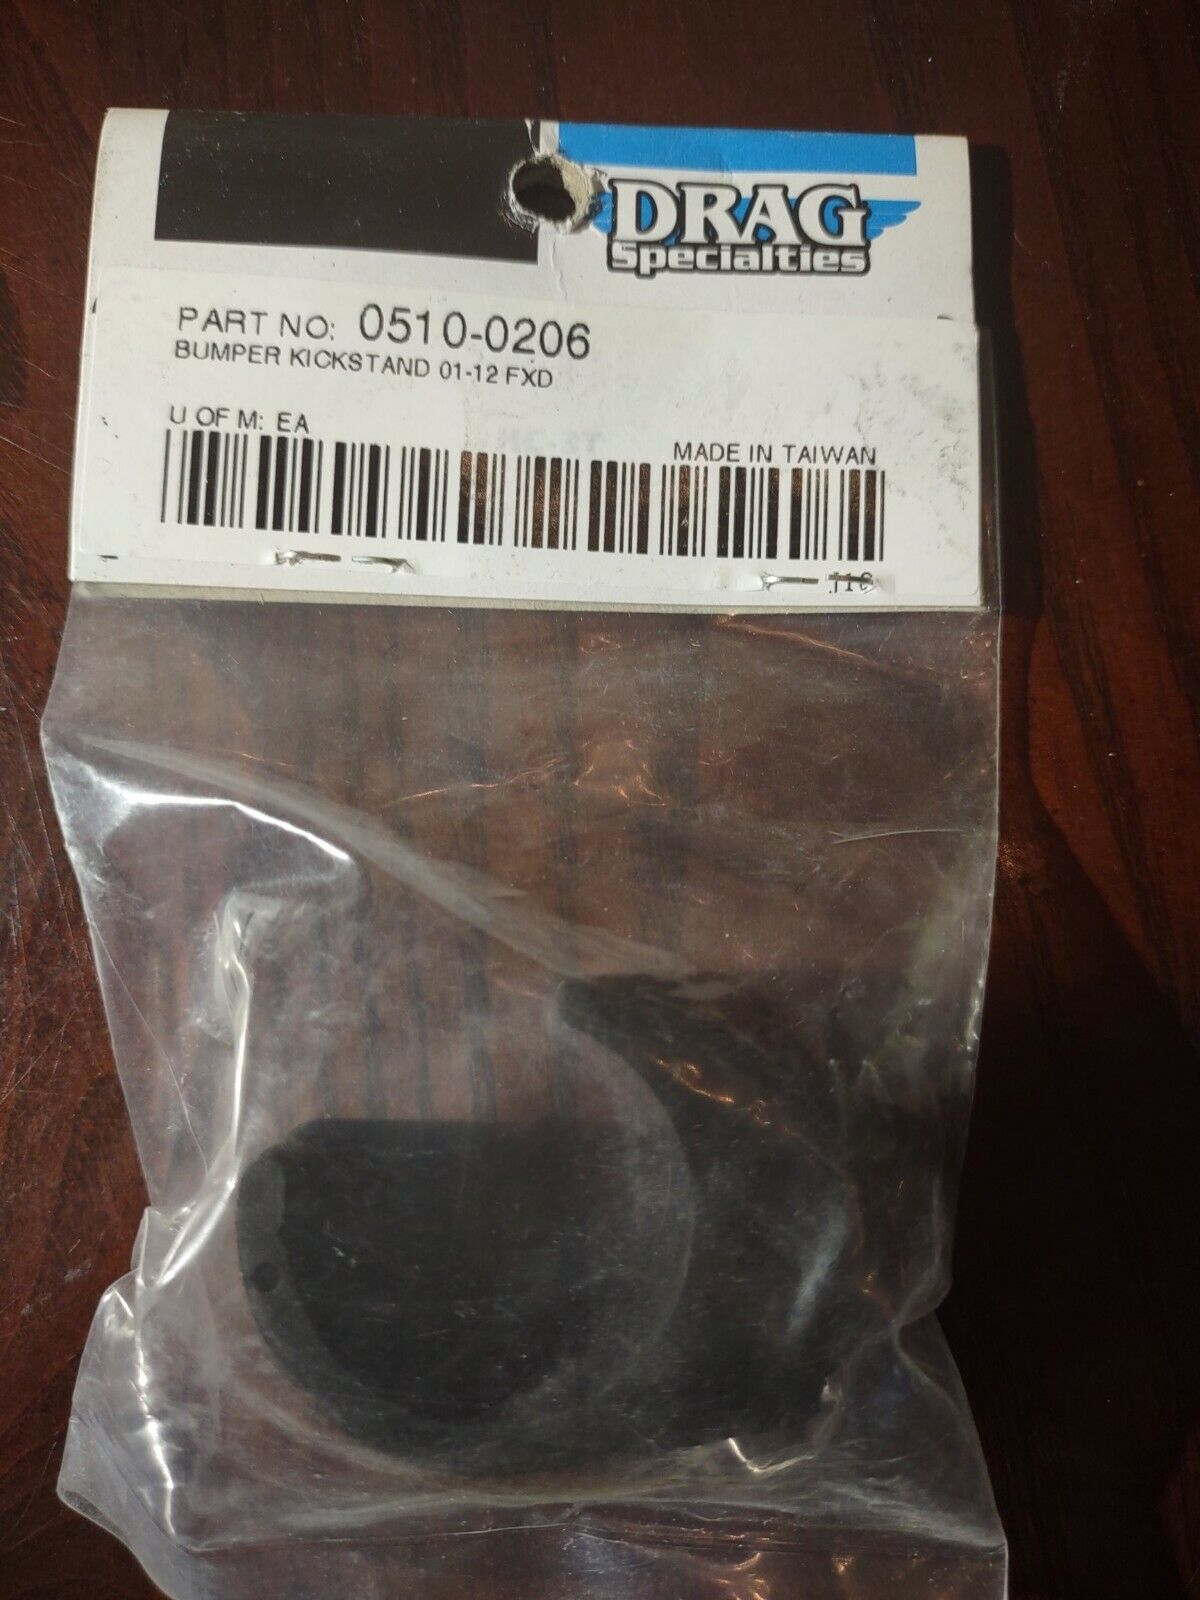 DRAG
Specialties
PART NO: 0510-0206
BUMPER KICKSTAND 01-12 FXD
U OF M: EA
MADE IN TAIWAN